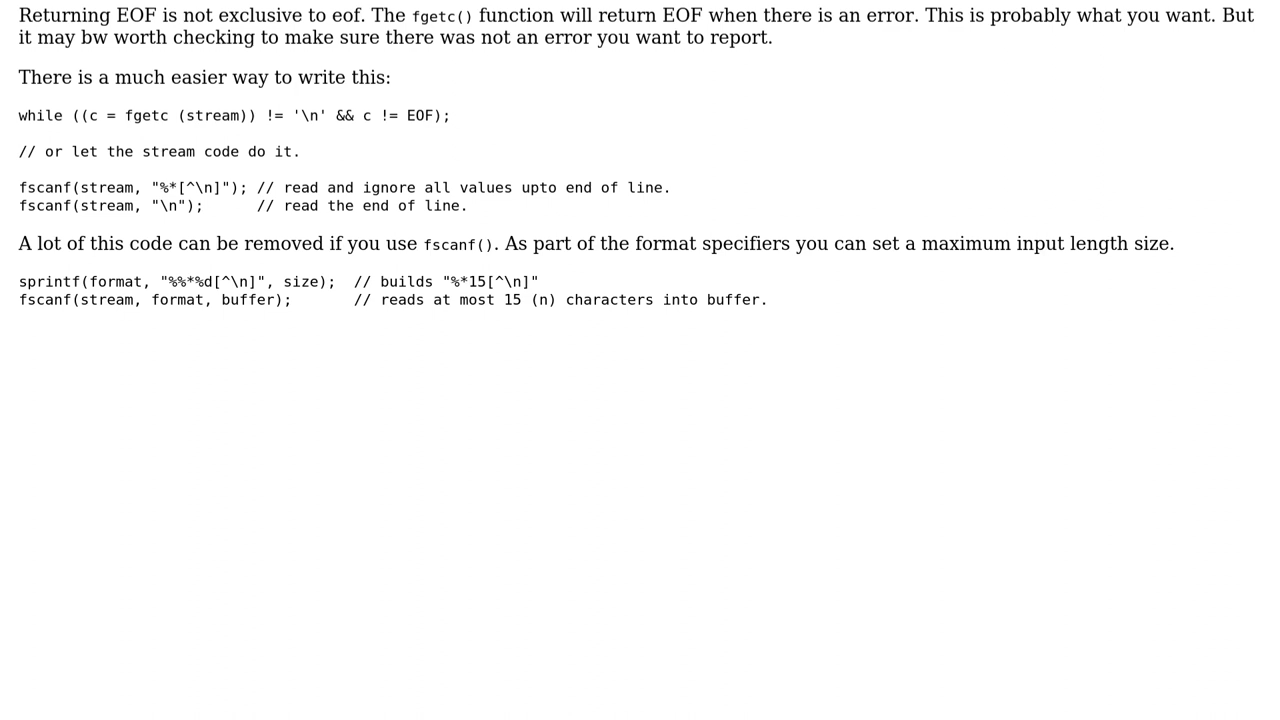 Returning EOF is not exclusive to eof. The fgetc() function will return EOF when there is an error. This is probably what you want. But
it may bw worth checking to make sure there was not an error you want to report.
There is a much easier way to write this:
while ((c = fgetc (stream)) != '\n' && c != EOF);
// or let the stream code do it.
fscanf(stream, "%*[^\n]"); // read and ignore all values upto end of line.
fscanf(stream, "\n");      // read the end of line.
A lot of this code can be removed if you use fscanf(). As part of the format specifiers you can set a maximum input length size.
sprintf(format, "%%*%d[^\n]", size);  // builds "%*15[^\n]"
fscanf(stream, format, buffer);       // reads at most 15 (n) characters into buffer.